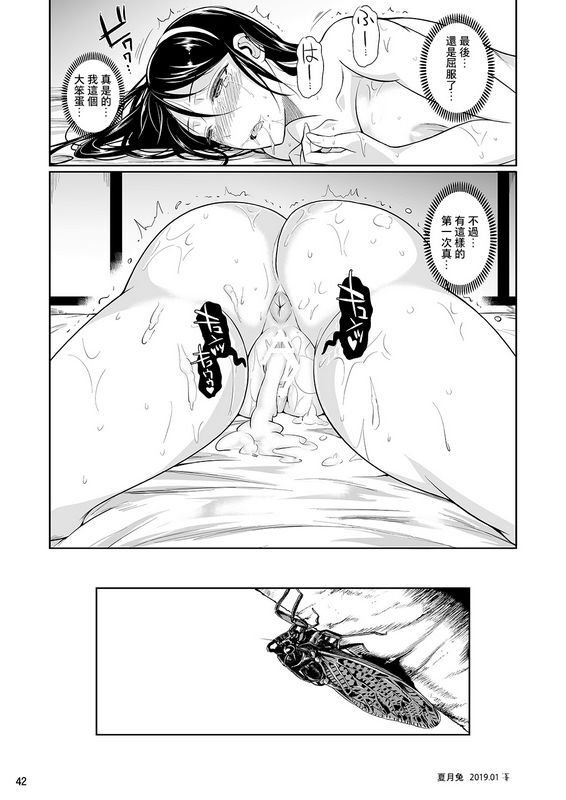 最後…
還是屈服了…
ふー…
はー…
ビクッ
真是的…
我這個
大笨蛋…
不過…
有這樣的
第一次真…
42
夏月兔 2019.01